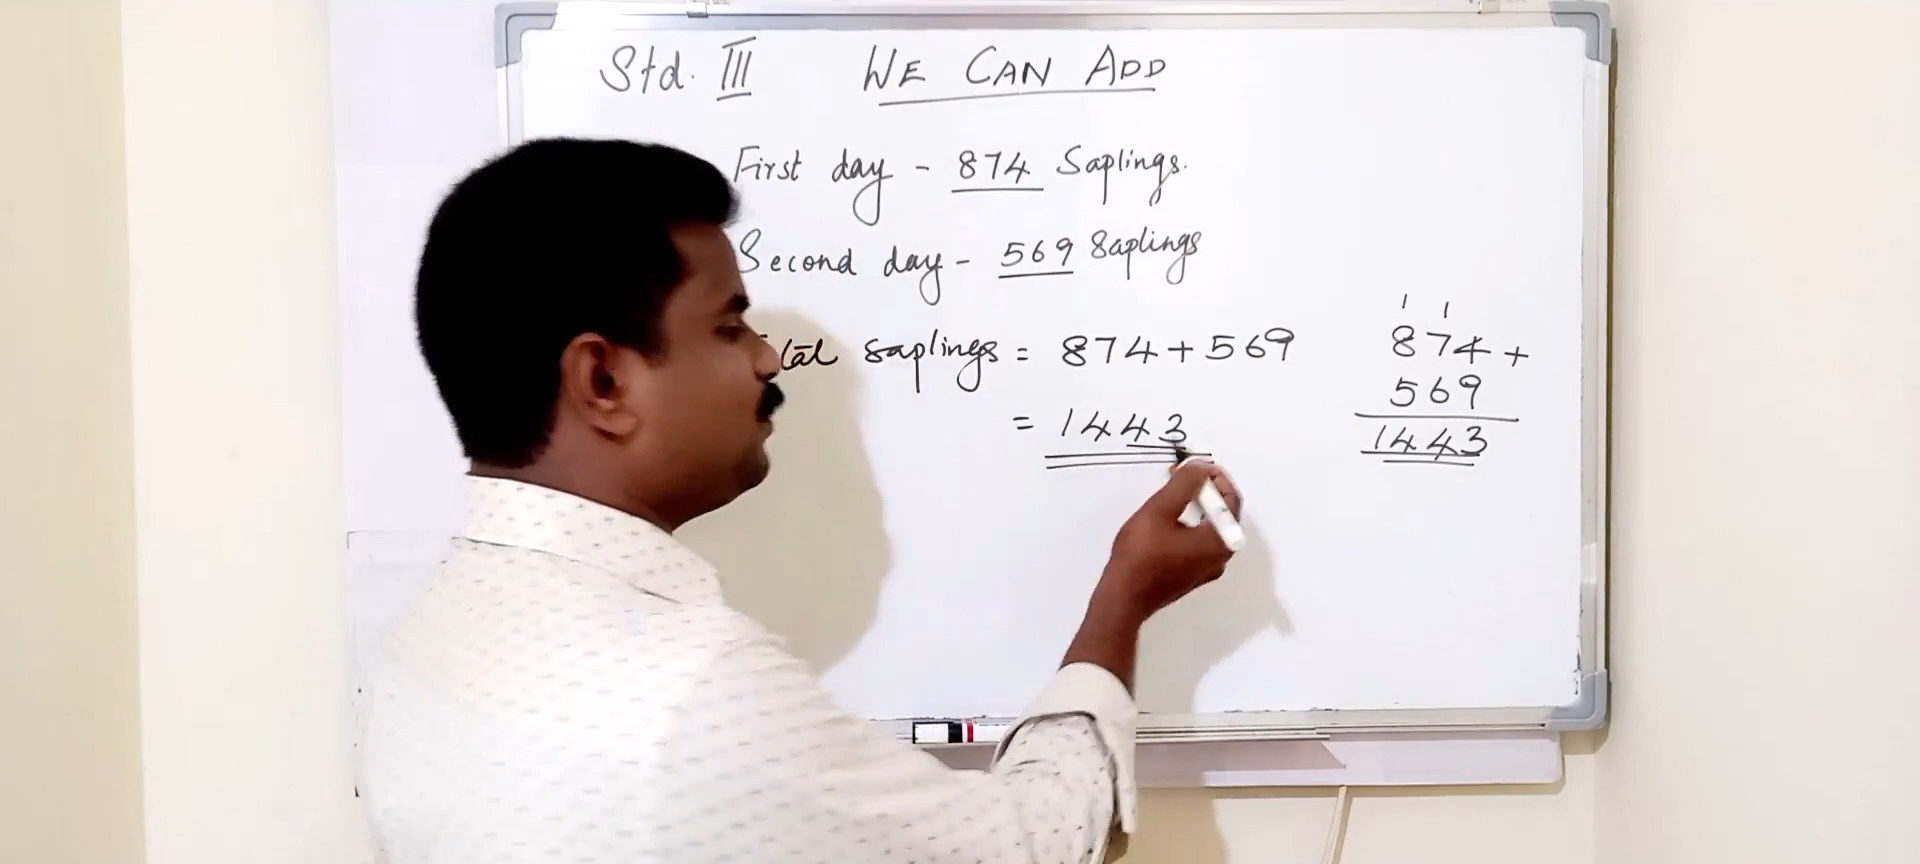 Std. III WE CAN ADD
First day - 874 Saplings.
Second day - 569 Saplings
saplings = 874 + 569
= 1443
1 1
874 +
569
1443